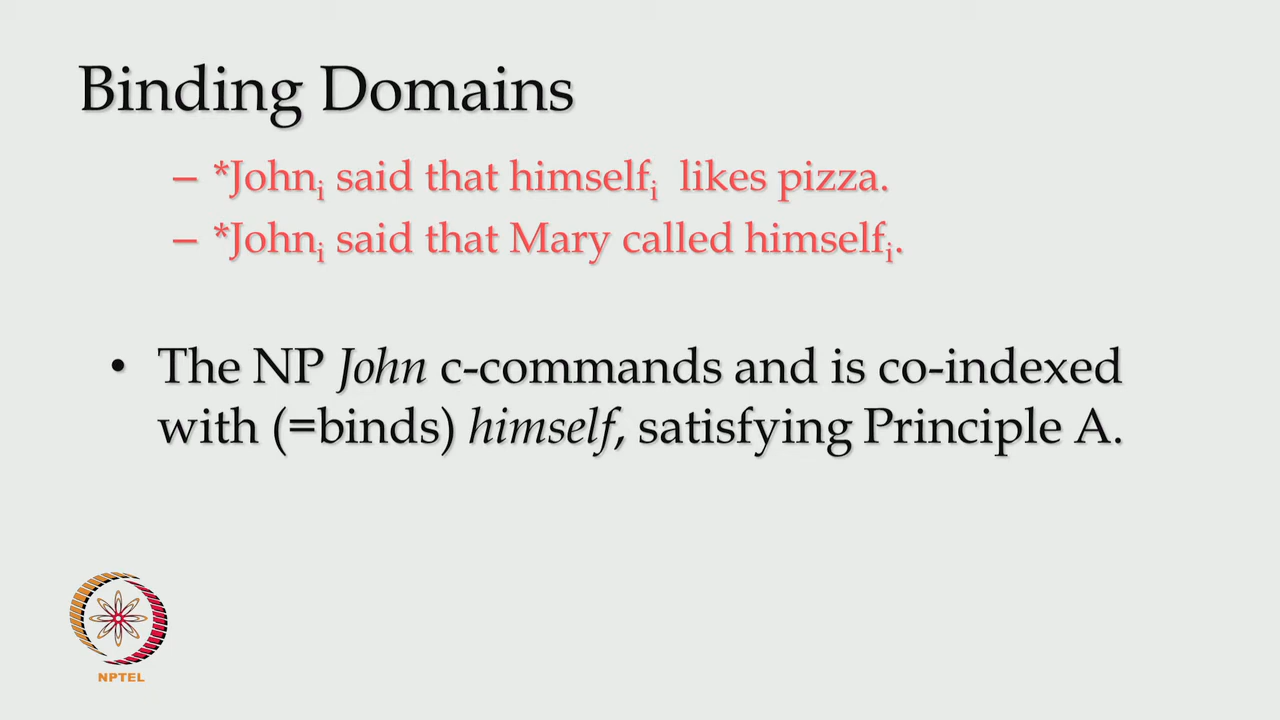 Binding Domains
– *Johni said that himselfi likes pizza.
– *Johni said that Mary called himselfi.
• The NP John c-commands and is co-indexed
with (=binds) himself, satisfying Principle A.
NPTEL